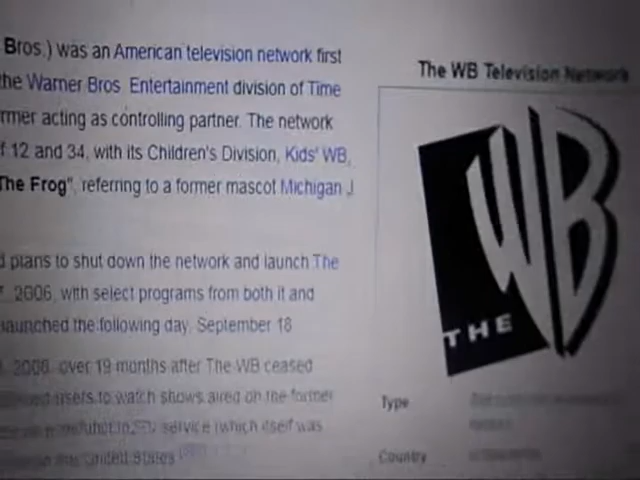 Bros.) was an American television network first
the Warner Bros. Entertainment division of Time
rmer acting as controlling partner. The network
f 12 and 34, with its Children's Division, Kids' WB,
The Frog", referring to a former mascot Michigan J
d plans to shut down the network and launch The
2006, with select programs from both it and
launched the following day, September 18
2006, over 19 months after The WB ceased
users to watch shows aired on the former
service (which itself was
United States
The WB Television Network
THE WB
Type
Country